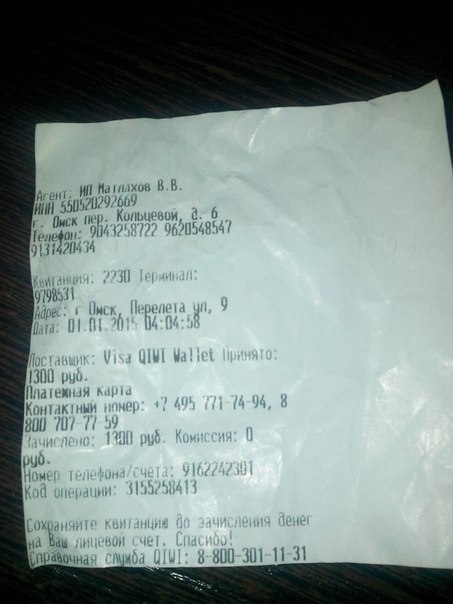 Агент: ИП Матлахов В.В.
ИНН 550520292669
г. Омск пер. Кольцевой, д. 6
Телефон: 9043258722 9620548547
9131420434
Квитанция: 2230 Терминал:
9798531
Адрес: г Омск, Перелета ул, 9
Дата: 01.01.2015 04:04:58
Поставщик: Visa QIWI Wallet Принято:
1300 руб.
Платежная карта
Контактный номер: +7 495 771-74-94, 8
800 707-77-59
Зачислено: 1300 руб. Комиссия: 0
руб.
Номер телефона/счета: 9162242301
Код операции: 3155258413
Сохраняйте квитанцию до зачисления денег
на Ваш лицевой счет. Спасибо!
Справочная служба QIWI: 8-800-301-11-31